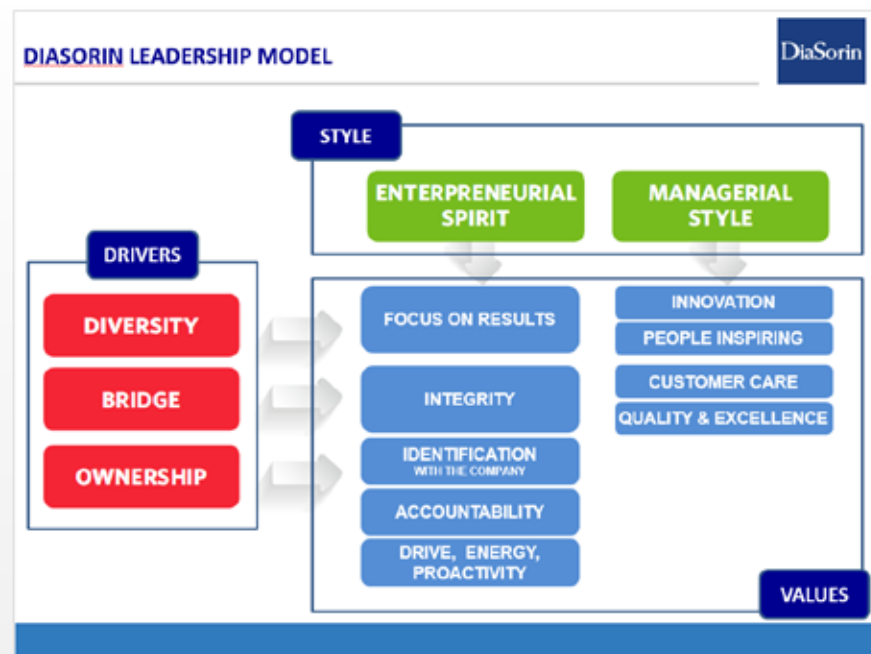 DIASORIN LEADERSHIP MODEL
DiaSorin
STYLE
ENTERPRENEURIAL
SPIRIT
MANAGERIAL
STYLE
DRIVERS
DIVERSITY
BRIDGE
OWNERSHIP
FOCUS ON RESULTS
INTEGRITY
IDENTIFICATION
WITH THE COMPANY
ACCOUNTABILITY
DRIVE, ENERGY,
PROACTIVITY
INNOVATION
PEOPLE INSPIRING
CUSTOMER CARE
QUALITY & EXCELLENCE
VALUES